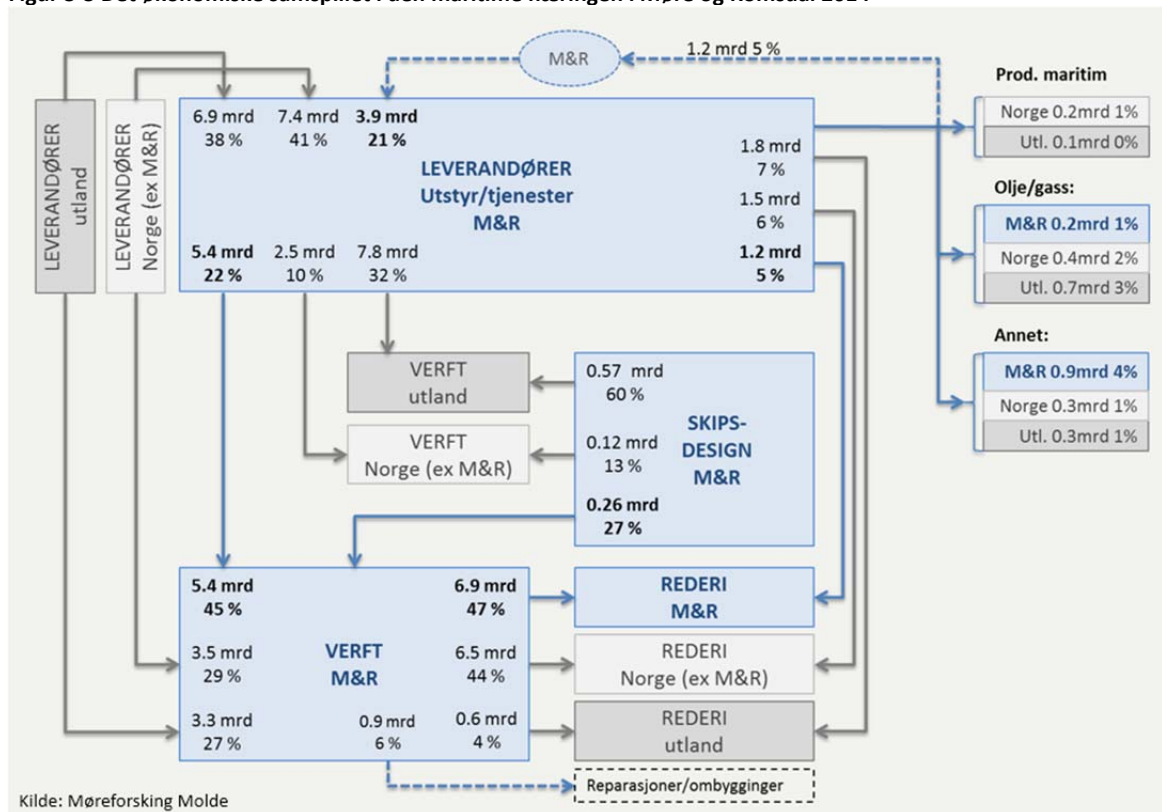 M&R
1.2 mrd 5 %
Prod. maritim
Norge 0.2mrd 1%
Utl. 0.1mrd 0%
Olje/gass:
M&R 0.2mrd 1%
Norge 0.4mrd 2%
Utl. 0.7mrd 3%
Annet:
M&R 0.9mrd 4%
Norge 0.3mrd 1%
Utl. 0.3mrd 1%
LEVERANDØRER
utland
LEVERANDØRER
Norge (ex M&R)
6.9 mrd
38 %
7.4 mrd
41 %
3.9 mrd
21 %
LEVERANDØRER
Utstyr/tjenester
M&R
1.8 mrd
7 %
1.5 mrd
6 %
1.2 mrd
5 %
5.4 mrd
22 %
2.5 mrd
10 %
7.8 mrd
32 %
VERFT
utland
VERFT
Norge (ex M&R)
0.57 mrd
60 %
0.12 mrd
13 %
0.26 mrd
27 %
SKIPS-
DESIGN
M&R
5.4 mrd
45 %
3.5 mrd
29 %
3.3 mrd
27 %
VERFT
M&R
0.9 mrd
6 %
6.9 mrd
47 %
6.5 mrd
44 %
0.6 mrd
4 %
REDERI
M&R
REDERI
Norge (ex M&R)
REDERI
utland
Reparasjoner/ombygginger
Kilde: Møreforsking Molde